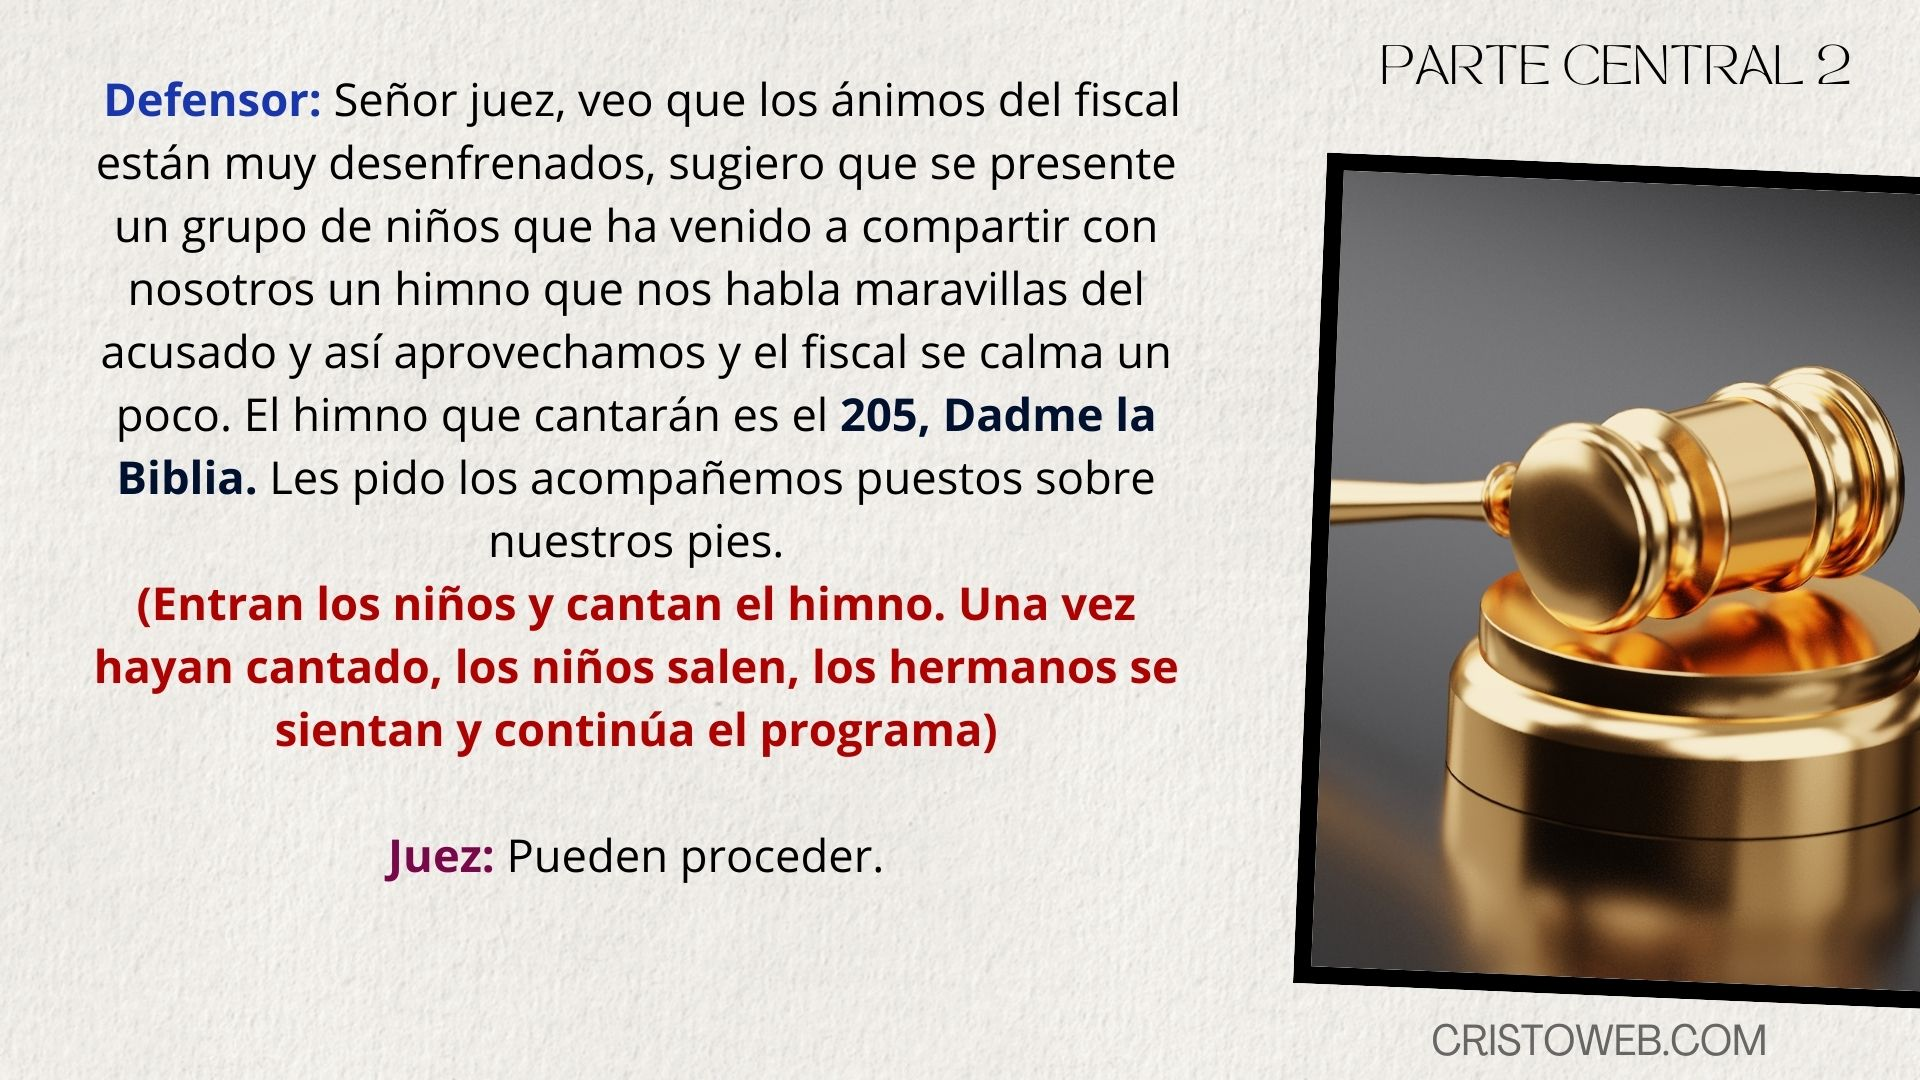 PARTE CENTRAL 2
Defensor: Señor juez, veo que los ánimos del fiscal
están muy desenfrenados, sugiero que se presente
un grupo de niños que ha venido a compartir con
nosotros un himno que nos habla maravillas del
acusado y así aprovechamos y el fiscal se calma un
poco. El himno que cantarán es el 205, Dadme la
Biblia. Les pido los acompañemos puestos sobre
nuestros pies.
(Entran los niños y cantan el himno. Una vez
hayan cantado, los niños salen, los hermanos se
sientan y continúa el programa)
Juez: Pueden proceder.
CRISTOWEB.COM